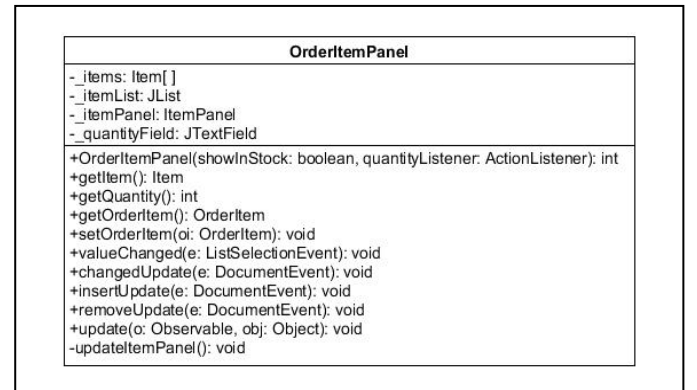 OrderItemPanel
-_items: Item[ ]
-_itemList: JList
-_itemPanel: ItemPanel
-_quantityField: JTextField
+OrderItemPanel(showInStock: boolean, quantityListener: ActionListener): int
+getItem(): Item
+getQuantity(): int
+getOrderItem(): OrderItem
+setOrderItem(oi: OrderItem): void
+valueChanged(e: ListSelectionEvent): void
+changedUpdate(e: DocumentEvent): void
+insertUpdate(e: DocumentEvent): void
+removeUpdate(e: DocumentEvent): void
+update(o: Observable, obj: Object): void
-updateItemPanel(): void